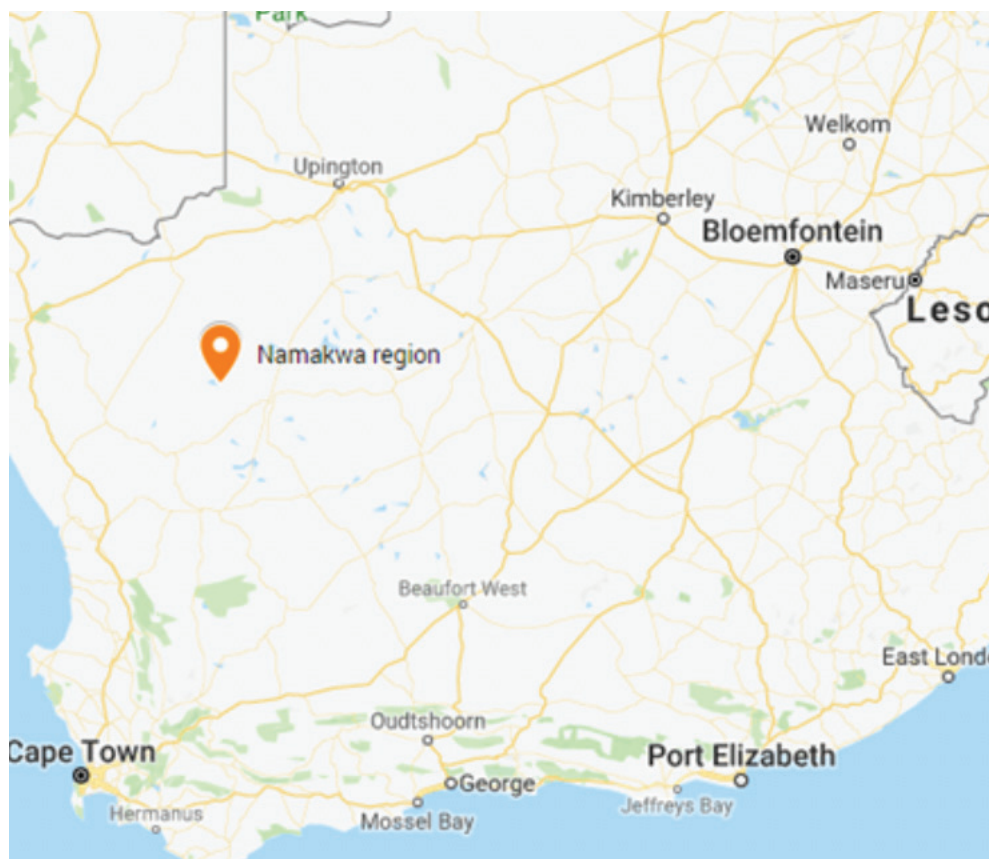 Park
Welkom
Upington
Kimberley
Bloemfontein
Maseru
Leso
Namakwa region
Beaufort West
East Londo
Oudtshoorn
Cape Town
Port Elizabeth
George
Jeffreys Bay
Hermanus
Mossel Bay